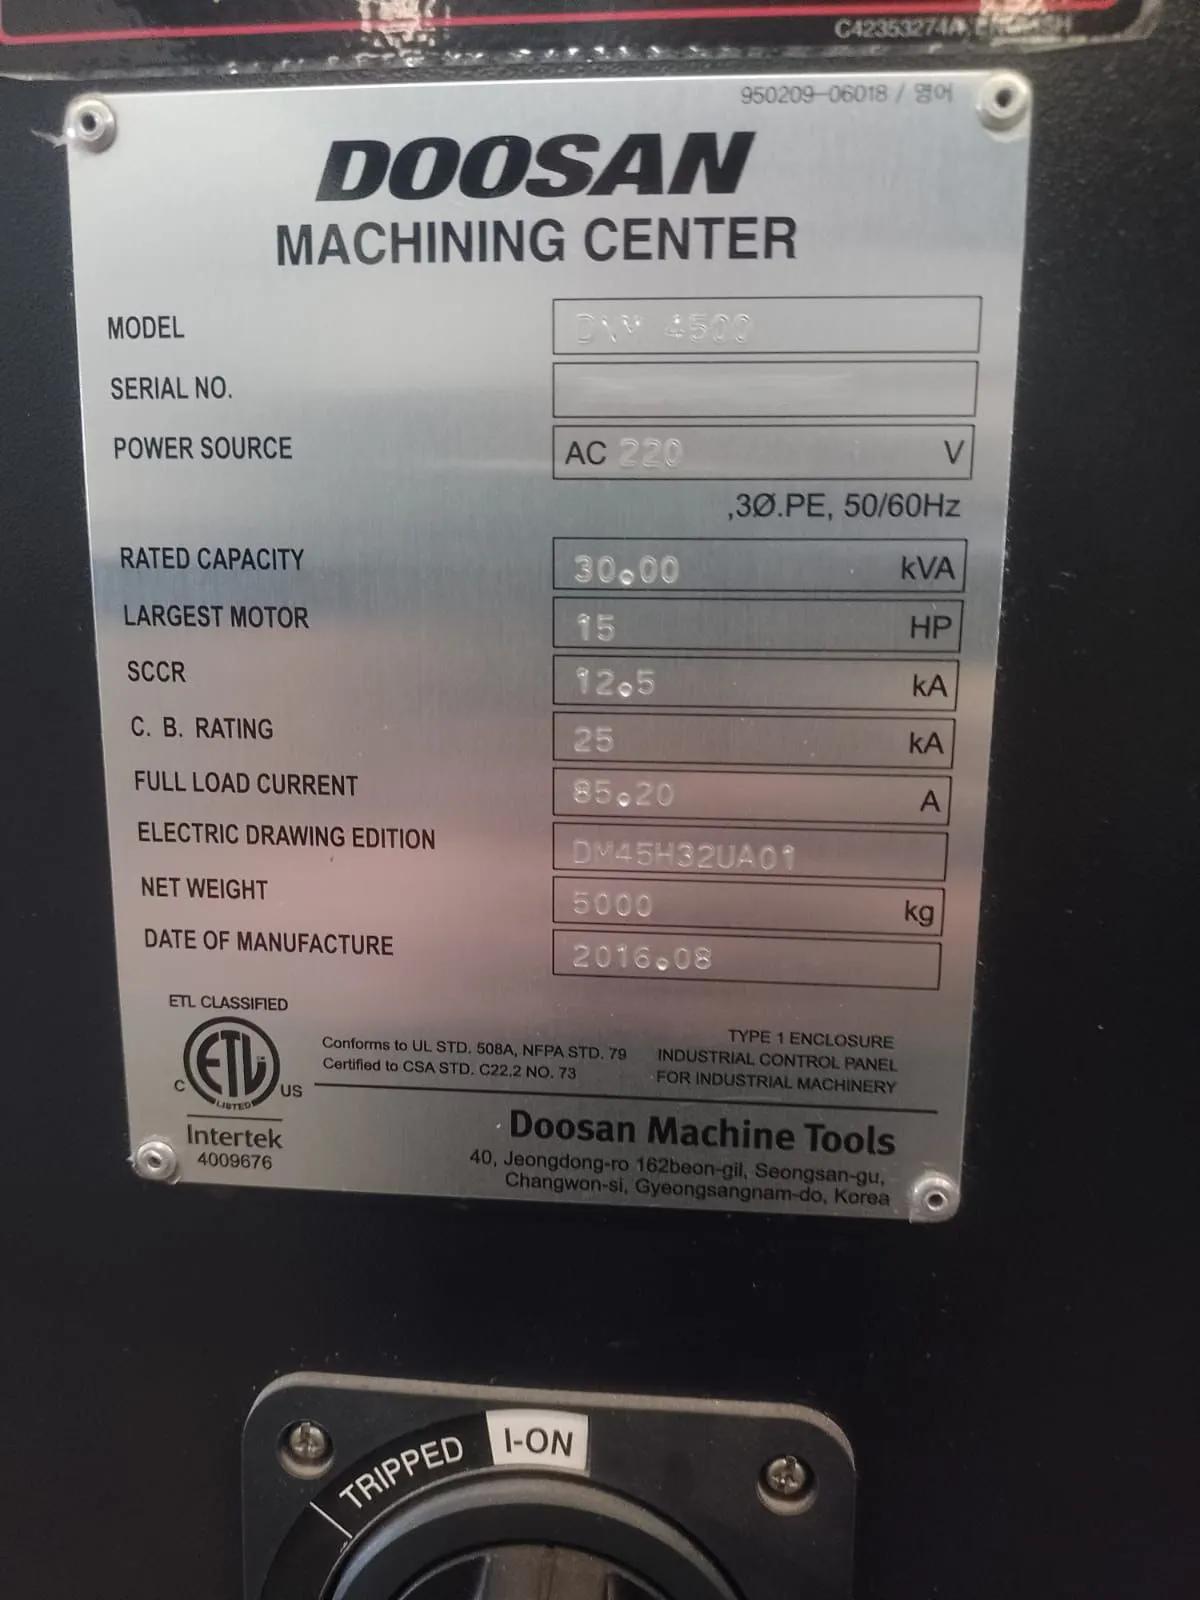 C42353274A, ENGLISH
950209-06018 / 영어
DOOSAN
MACHINING CENTER
MODEL DNM 4500
SERIAL NO.
POWER SOURCE AC 220 V
,3Ø.PE, 50/60Hz
RATED CAPACITY 30.00 kVA
LARGEST MOTOR 15 HP
SCCR 12.5 kA
C. B. RATING 25 kA
FULL LOAD CURRENT 85.20 A
ELECTRIC DRAWING EDITION DM45H32UA01
NET WEIGHT 5000 kg
DATE OF MANUFACTURE 2016.08
ETL CLASSIFIED
C ETL US
LISTED
Intertek
4009676
Conforms to UL STD. 508A, NFPA STD. 79
Certified to CSA STD. C22.2 NO. 73
TYPE 1 ENCLOSURE
INDUSTRIAL CONTROL PANEL
FOR INDUSTRIAL MACHINERY
Doosan Machine Tools
40, Jeongdong-ro 162beon-gil, Seongsan-gu,
Changwon-si, Gyeongsangnam-do, Korea
TRIPPED I-ON